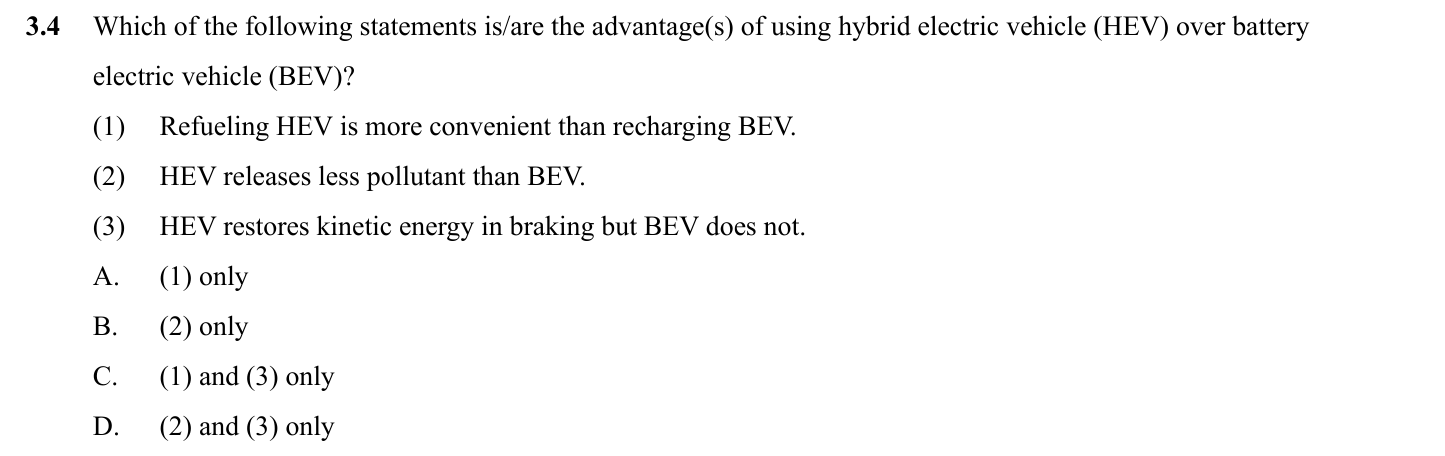 3.4 Which of the following statements is/are the advantage(s) of using hybrid electric vehicle (HEV) over battery
electric vehicle (BEV)?
(1) Refueling HEV is more convenient than recharging BEV.
(2) HEV releases less pollutant than BEV.
(3) HEV restores kinetic energy in braking but BEV does not.
A. (1) only
B. (2) only
C. (1) and (3) only
D. (2) and (3) only